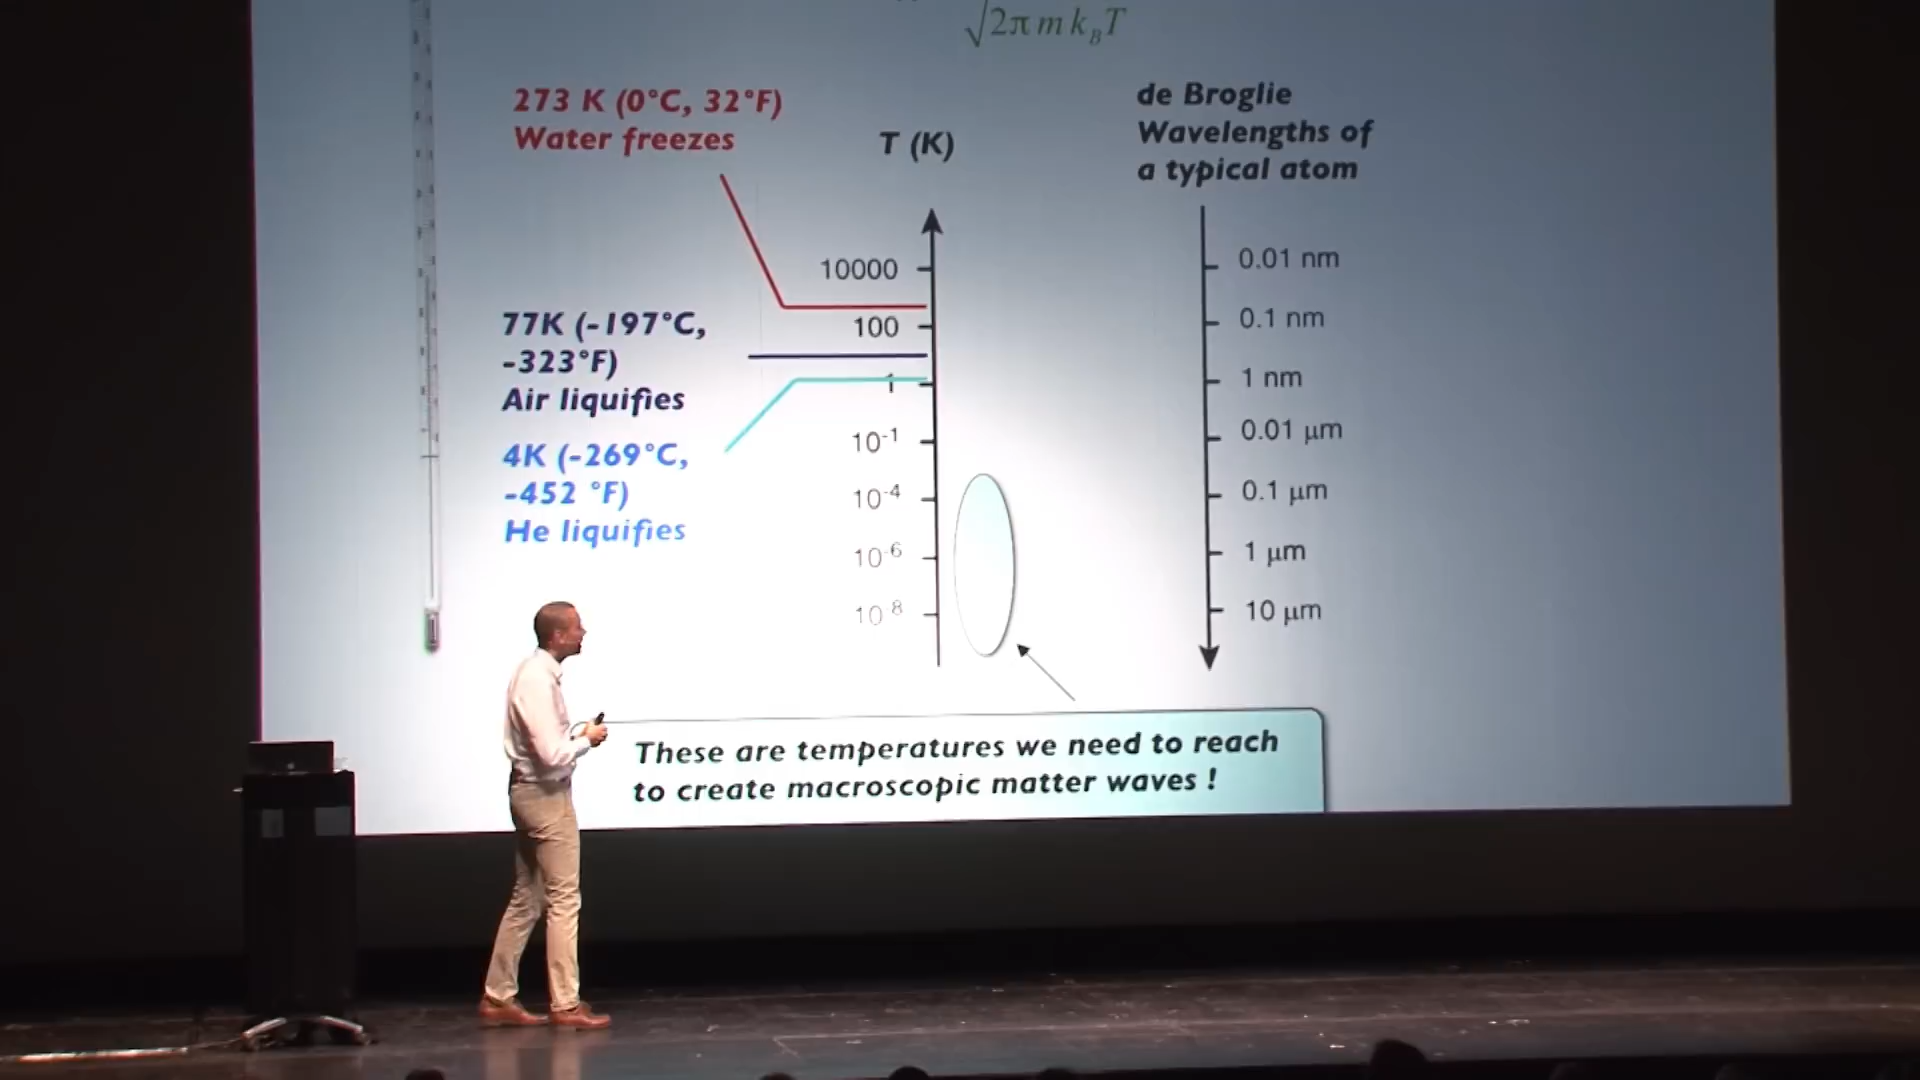 √2π m k_B T
273 K (0°C, 32°F)
Water freezes
T (K)
de Broglie
Wavelengths of
a typical atom
10000
100
1
10⁻¹
10⁻⁴
10⁻⁶
10⁻⁸
77K (-197°C,
-323°F)
Air liquifies
4K (-269°C,
-452 °F)
He liquifies
0.01 nm
0.1 nm
1 nm
0.01 µm
0.1 µm
1 µm
10 µm
These are temperatures we need to reach
to create macroscopic matter waves !